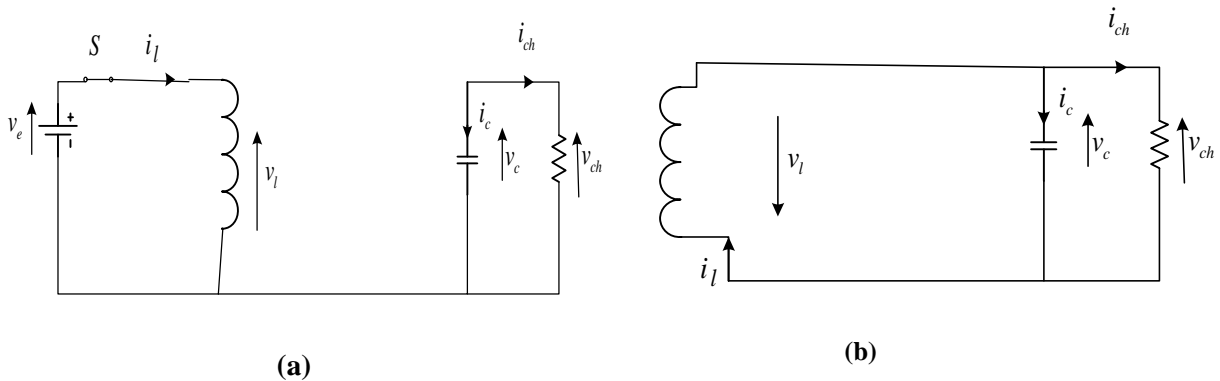 S
i_l
i_ch
v_e
+
-
v_l
i_c
v_c
v_ch
(a)
i_ch
v_l
i_c
v_c
v_ch
i_l
(b)